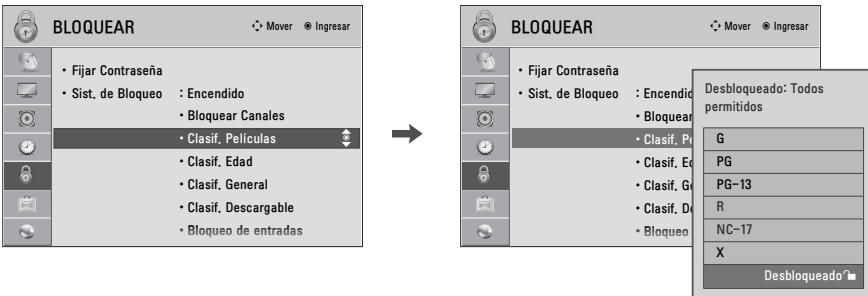 BLOQUEAR
Mover
Ingresar
• Fijar Contraseña
• Sist. de Bloqueo : Encendido
• Bloquear Canales
• Clasif. Películas
• Clasif. Edad
• Clasif. General
• Clasif. Descargable
• Bloqueo de entradas
BLOQUEAR
Mover
Ingresar
• Fijar Contraseña
• Sist. de Bloqueo : Encendid
• Bloquear
• Clasif. Pe
• Clasif. Ed
• Clasif. Ge
• Clasif. De
• Bloqueo
Desbloqueado: Todos
permitidos
G
PG
PG-13
R
NC-17
X
Desbloqueado